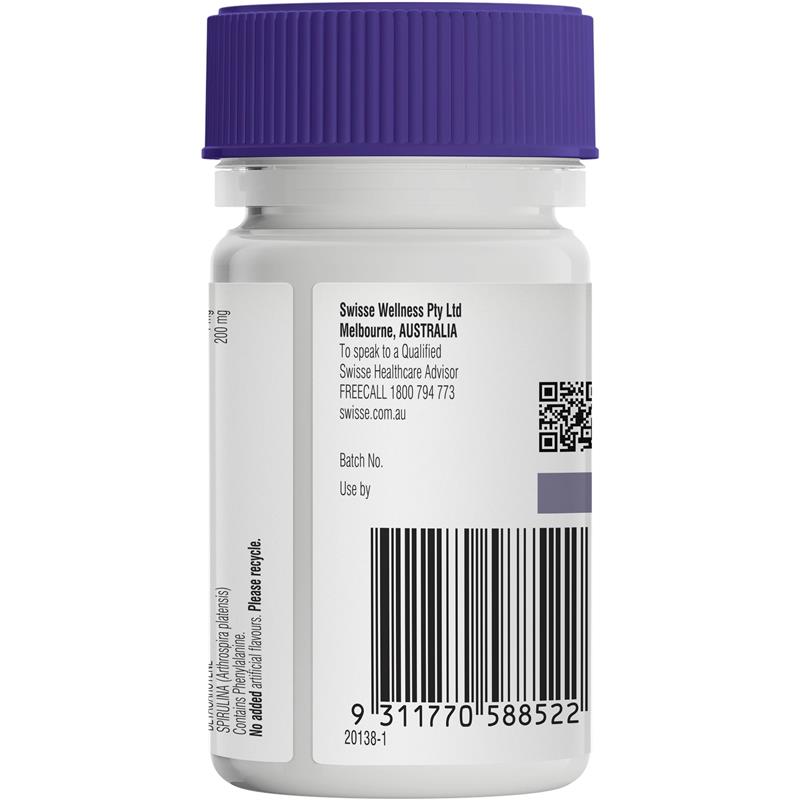 200 mg
SPIRULINA (Arthrospira platensis)
Contains Phenylalanine.
No added artificial flavours. Please recycle.
Swisse Wellness Pty Ltd
Melbourne, AUSTRALIA
To speak to a Qualified
Swisse Healthcare Advisor
FREECALL 1800 794 773
swisse.com.au
Batch No.
Use by
9 311770 588522
20138-1